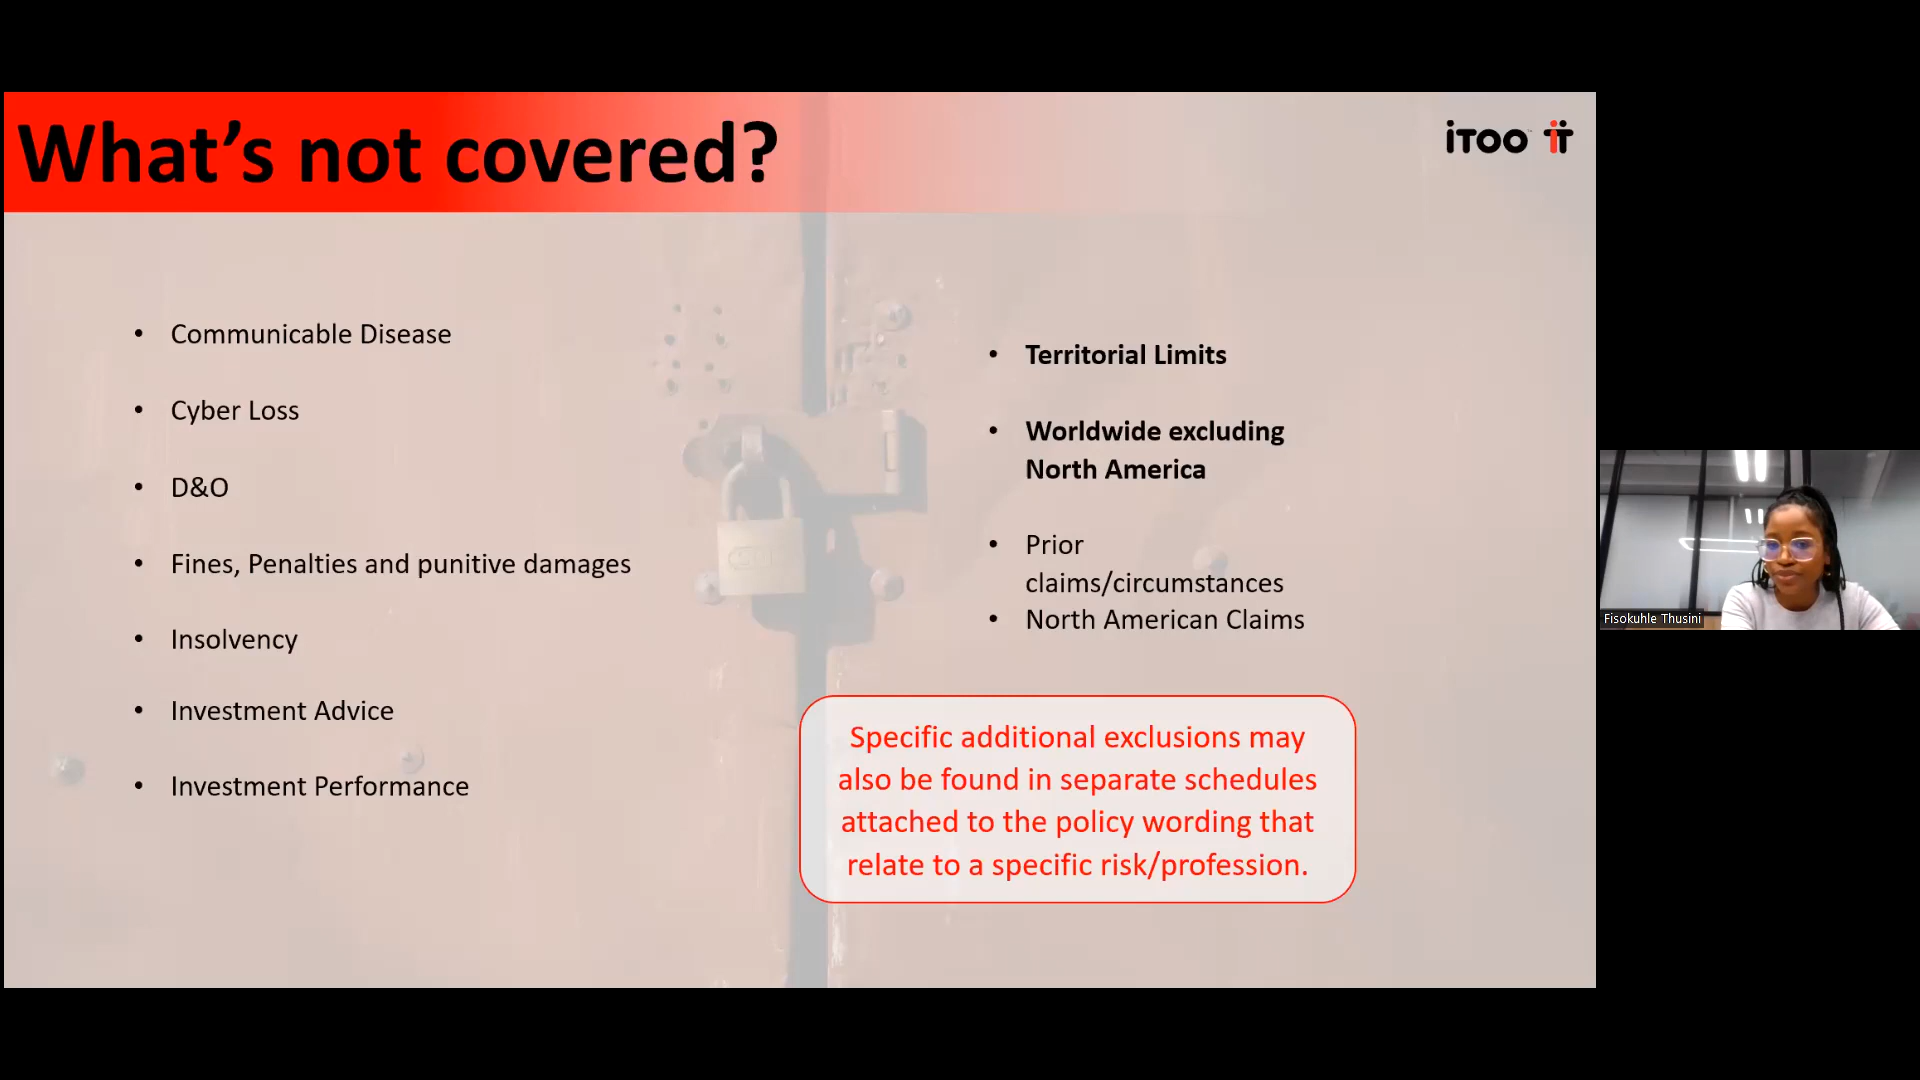 What's not covered?
iTOO
• Communicable Disease
• Cyber Loss
• D&O
• Fines, Penalties and punitive damages
• Insolvency
• Investment Advice
• Investment Performance
• Territorial Limits
• Worldwide excluding
North America
• Prior
claims/circumstances
• North American Claims
Specific additional exclusions may
also be found in separate schedules
attached to the policy wording that
relate to a specific risk/profession.
Fisokuhle Thusini